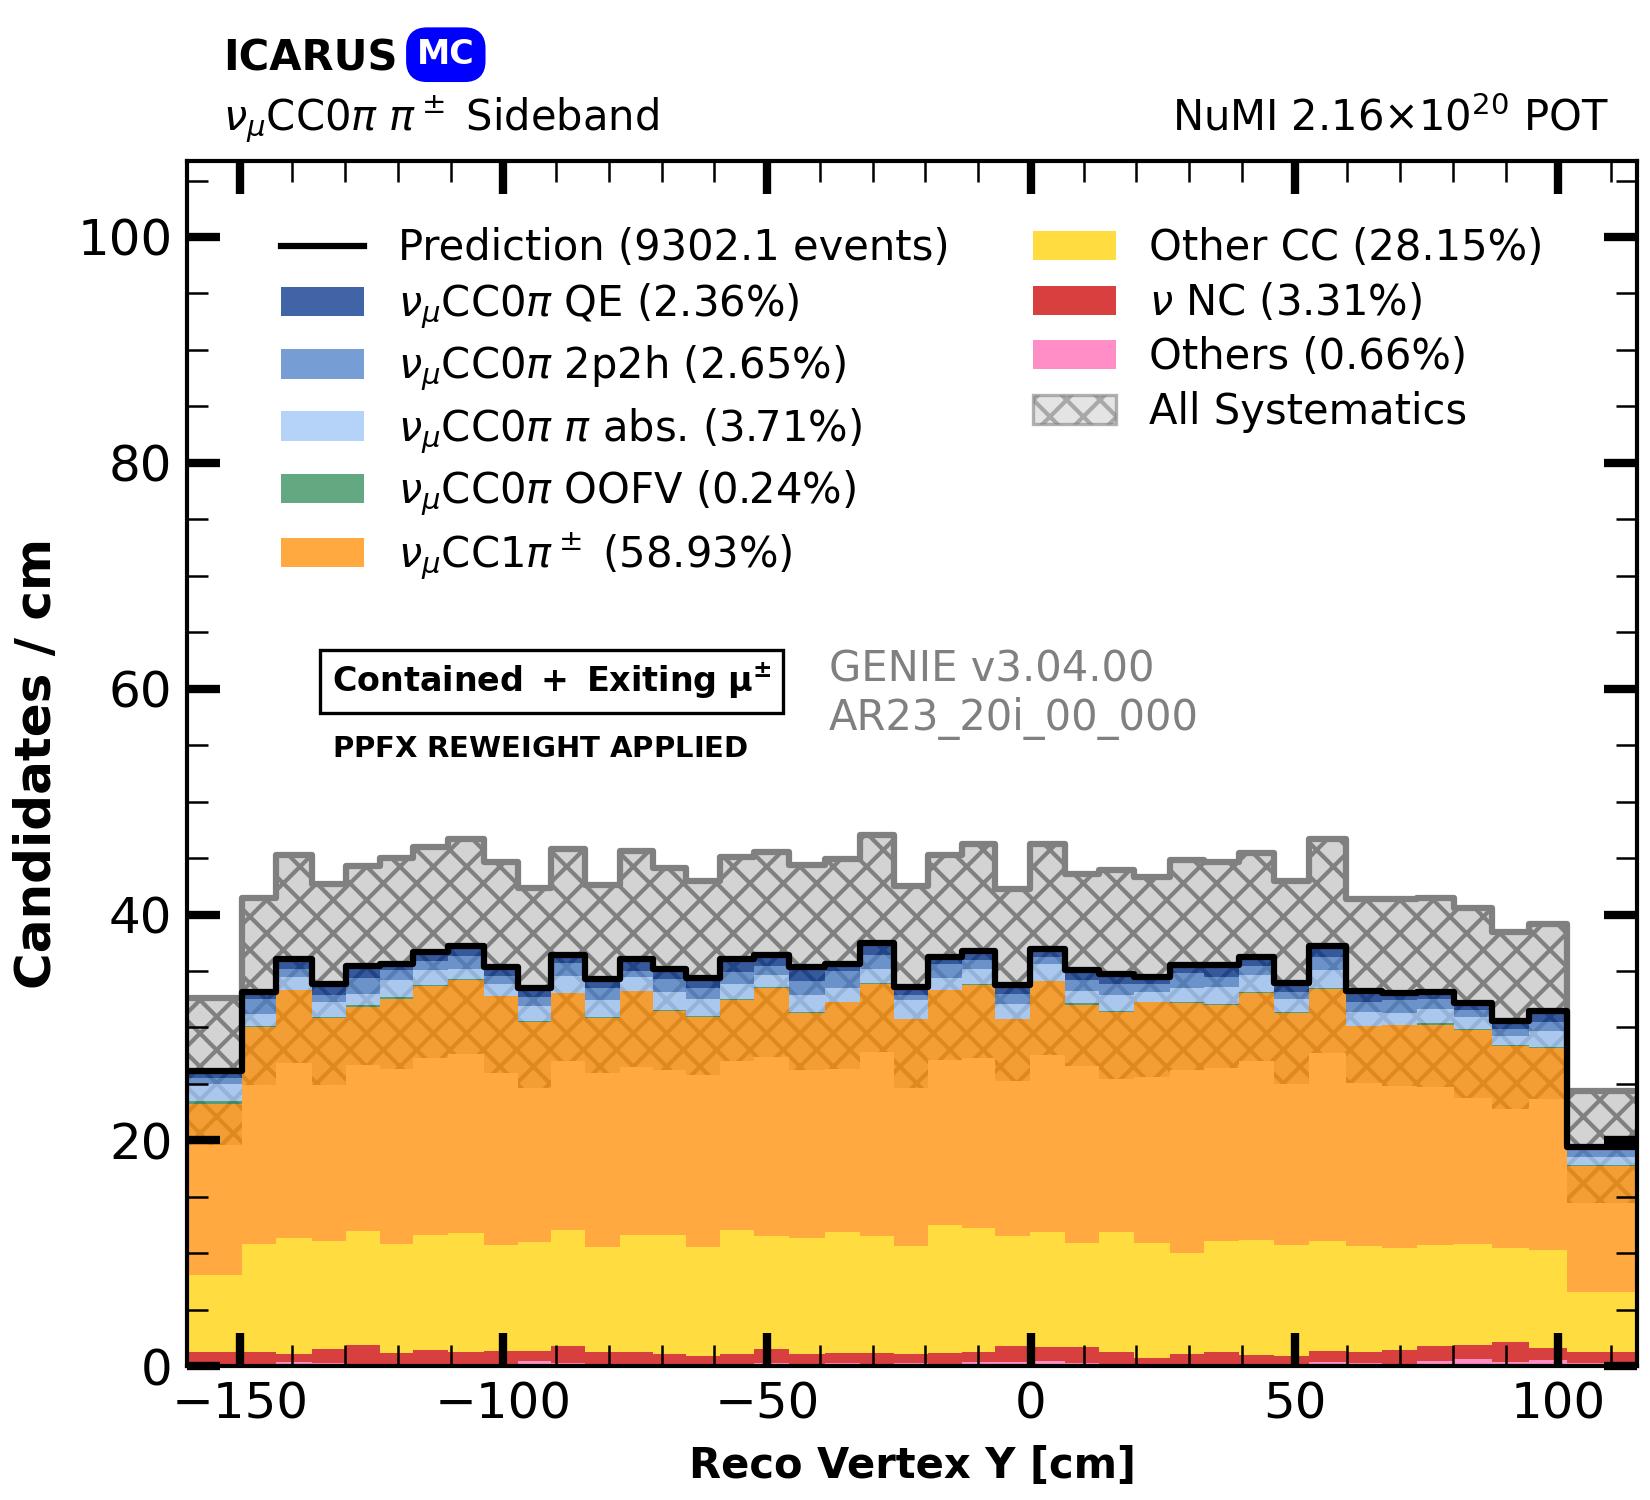 ICARUS MC
νμCC0π π± Sideband
NuMI 2.16×10²⁰ POT
100
80
60
40
20
0
Candidates / cm
Prediction (9302.1 events)
νμCC0π QE (2.36%)
νμCC0π 2p2h (2.65%)
νμCC0π π abs. (3.71%)
νμCC0π OOFV (0.24%)
νμCC1π± (58.93%)
Other CC (28.15%)
ν NC (3.31%)
Others (0.66%)
All Systematics
Contained + Exiting μ±
PPFX REWEIGHT APPLIED
GENIE v3.04.00
AR23_20i_00_000
−150 −100 −50 0 50 100
Reco Vertex Y [cm]